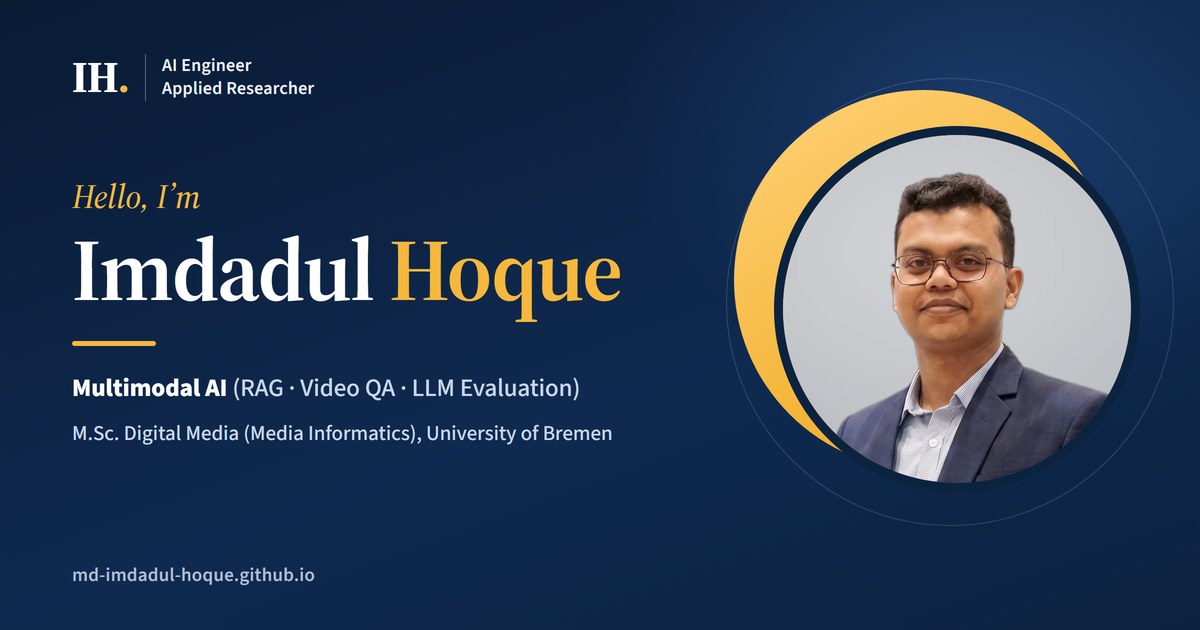 IH.
AI Engineer
Applied Researcher
Hello, I’m
Imdadul Hoque
Multimodal AI (RAG · Video QA · LLM Evaluation)
M.Sc. Digital Media (Media Informatics), University of Bremen
md-imdadul-hoque.github.io